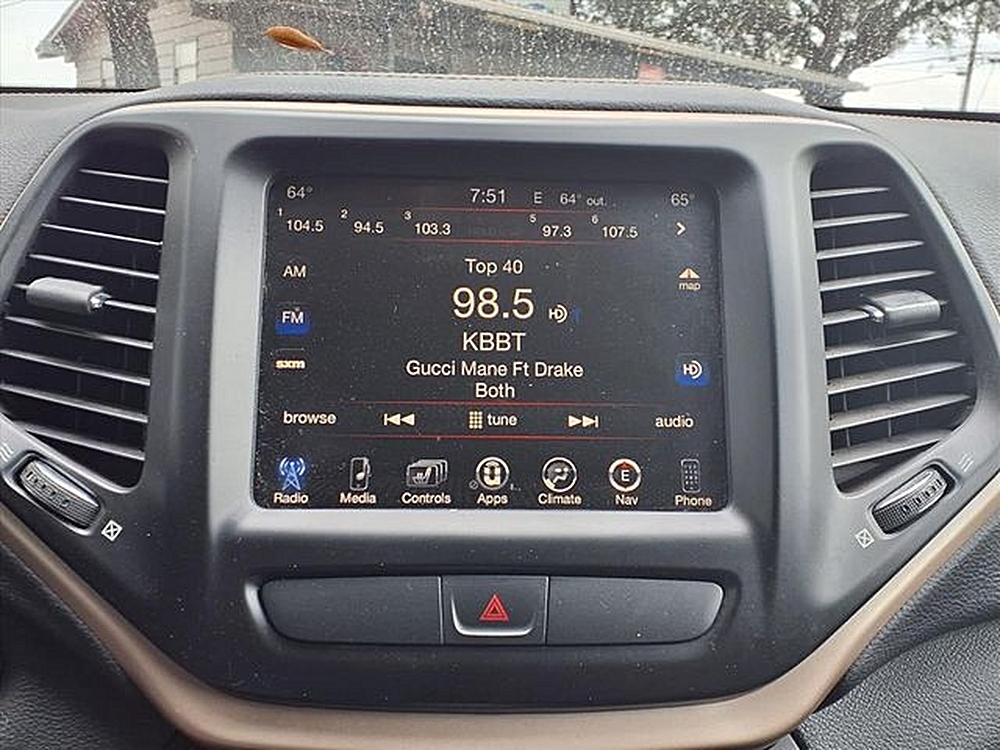 64° 7:51 E 64° out. 65°
1 104.5 2 94.5 3 103.3 5 97.3 6 107.5
AM Top 40
map
FM 98.5 HD
KBBT
sxm Gucci Mane Ft Drake HD
Both
browse tune audio
E
Radio Media Controls Apps Climate Nav Phone